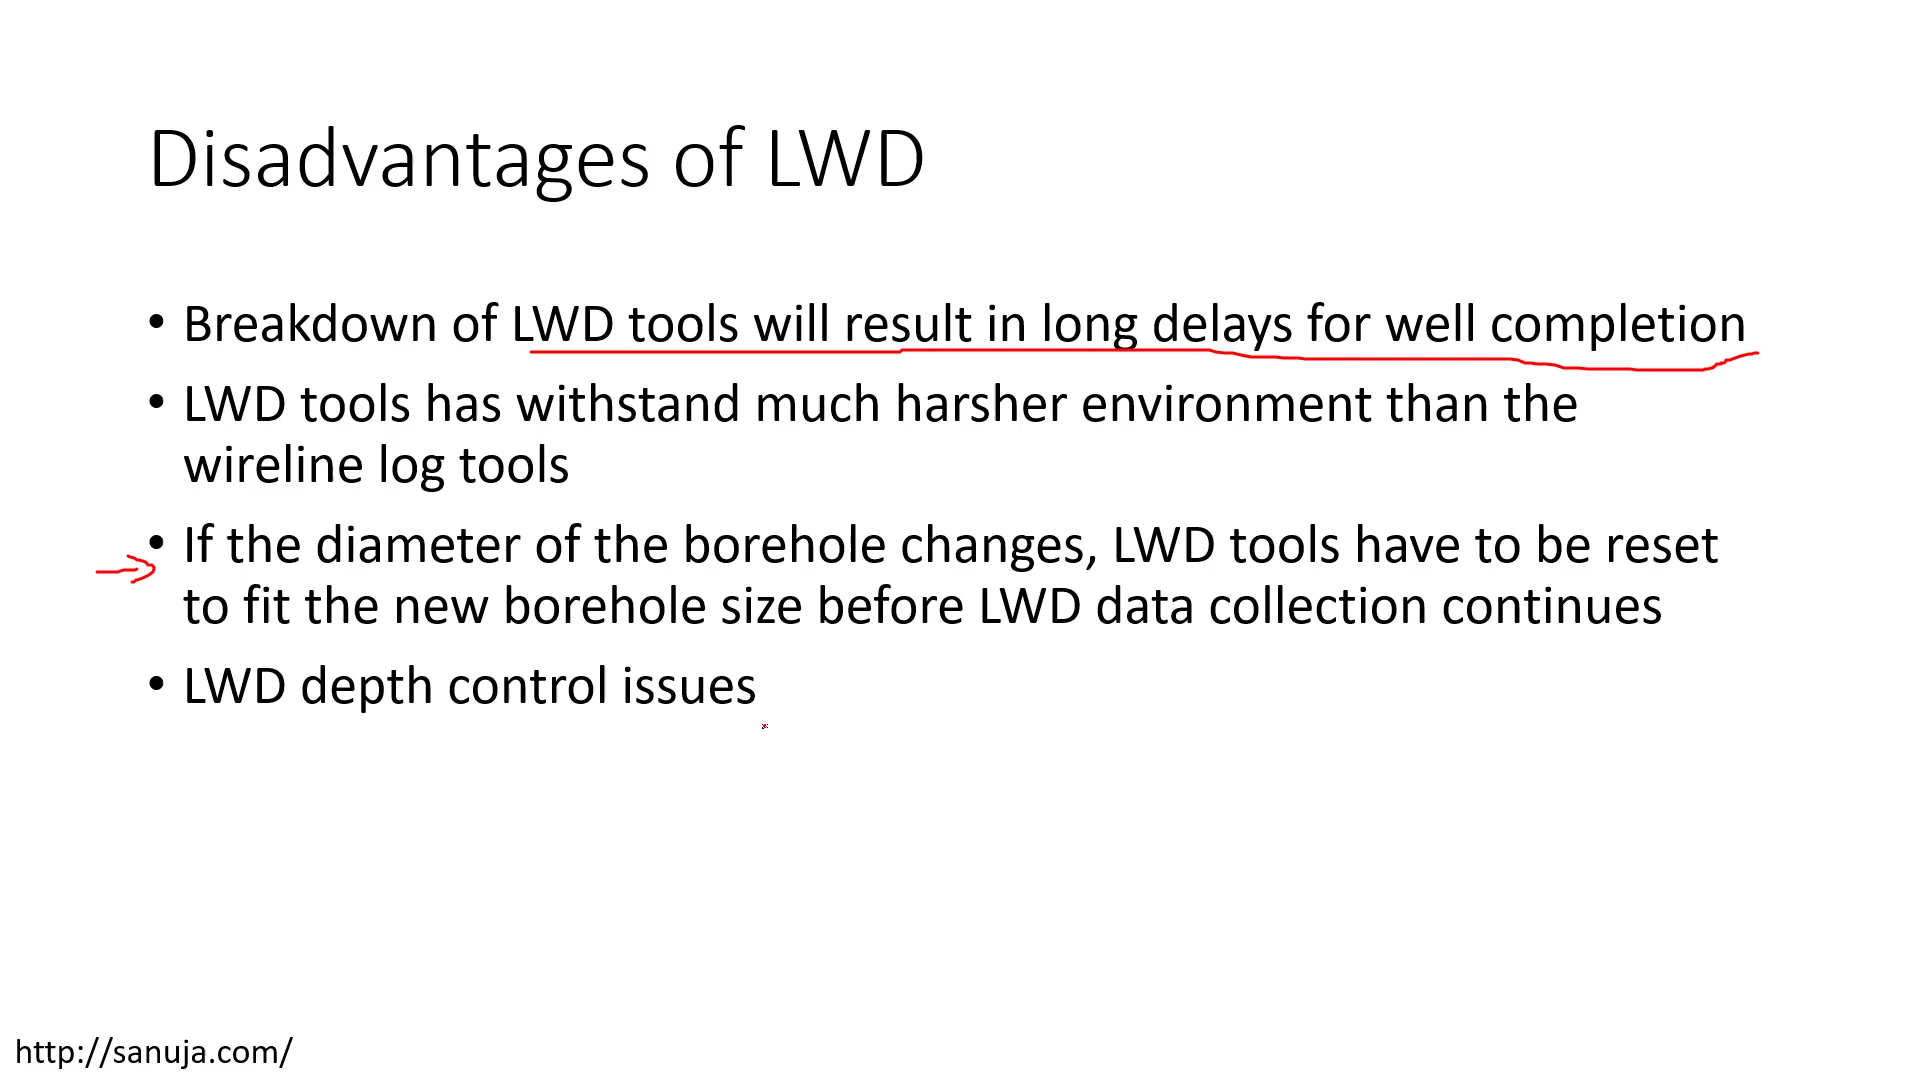 Disadvantages of LWD
• Breakdown of LWD tools will result in long delays for well completion
• LWD tools has withstand much harsher environment than the
wireline log tools
• If the diameter of the borehole changes, LWD tools have to be reset
to fit the new borehole size before LWD data collection continues
• LWD depth control issues
http://sanuja.com/